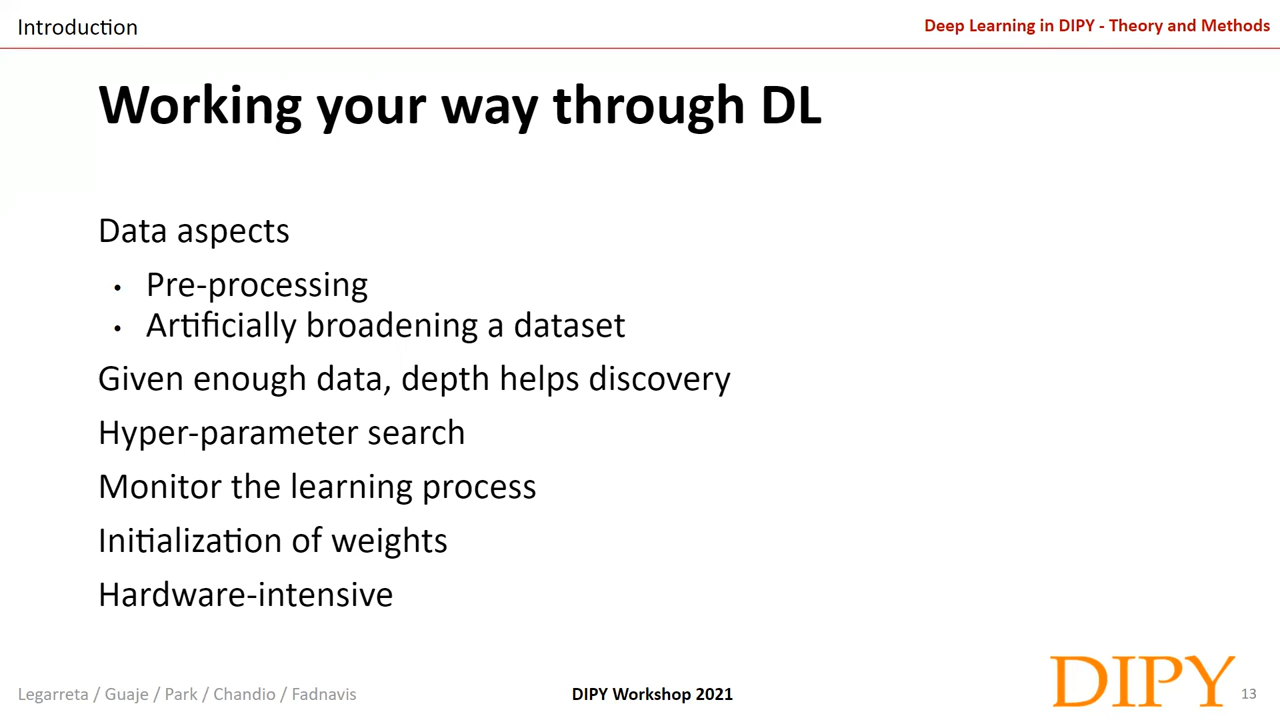 Introduction
Deep Learning in DIPY - Theory and Methods
Working your way through DL
Data aspects
• Pre-processing
• Artificially broadening a dataset
Given enough data, depth helps discovery
Hyper-parameter search
Monitor the learning process
Initialization of weights
Hardware-intensive
Legarreta / Guaje / Park / Chandio / Fadnavis
DIPY Workshop 2021
DIPY
13